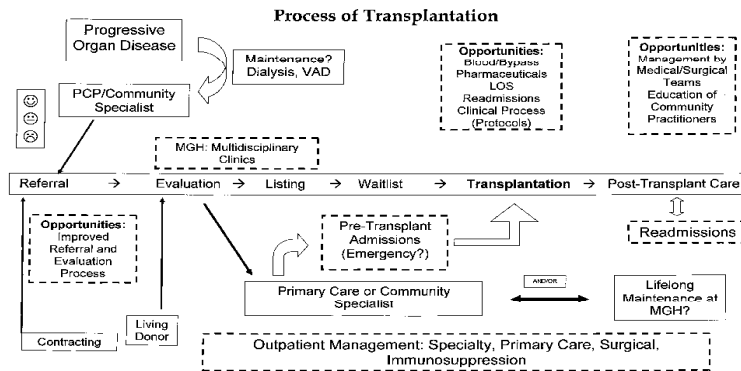 Process of Transplantation
Progressive
Organ Disease
Maintenance?
Dialysis, VAD
PCP/Community
Specialist
Opportunities:
Blood/Bypass
Pharmaceuticals
LOS
Readmissions
Clinical Process
(Protocols)
Opportunities:
Management by
Medical/Surgical
Teams
Education of
Community
Practitioners
MGH: Multidisciplinary
Clinics
Referral → Evaluation → Listing → Waitlist → Transplantation → Post-Transplant Care
Opportunities:
Improved
Referral and
Evaluation
Process
Pre-Transplant
Admissions
(Emergency?)
Readmissions
Primary Care or Community
Specialist
AND/OR
Lifelong
Maintenance at
MGH?
Contracting
Living
Donor
Outpatient Management: Specialty, Primary Care, Surgical,
Immunosuppression